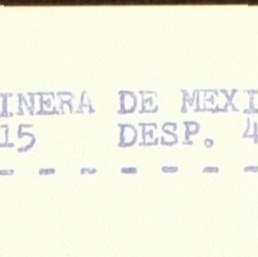 INERA DE MEXI
15 DESP. 4
- - - - - - -